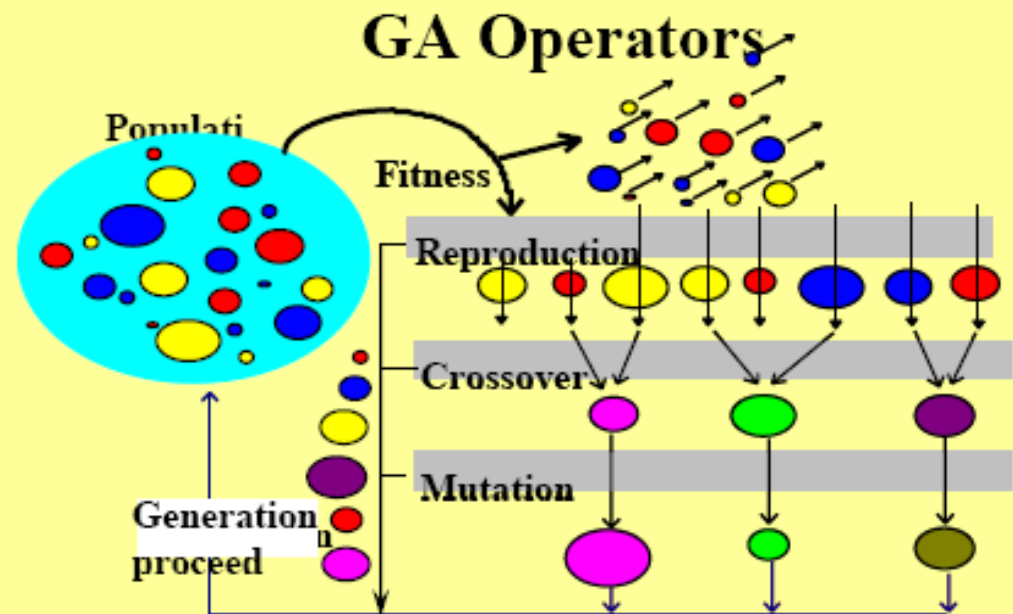 GA Operators
Populati
Fitness
Reproduction
Crossover
Mutation
Generation
n
proceed